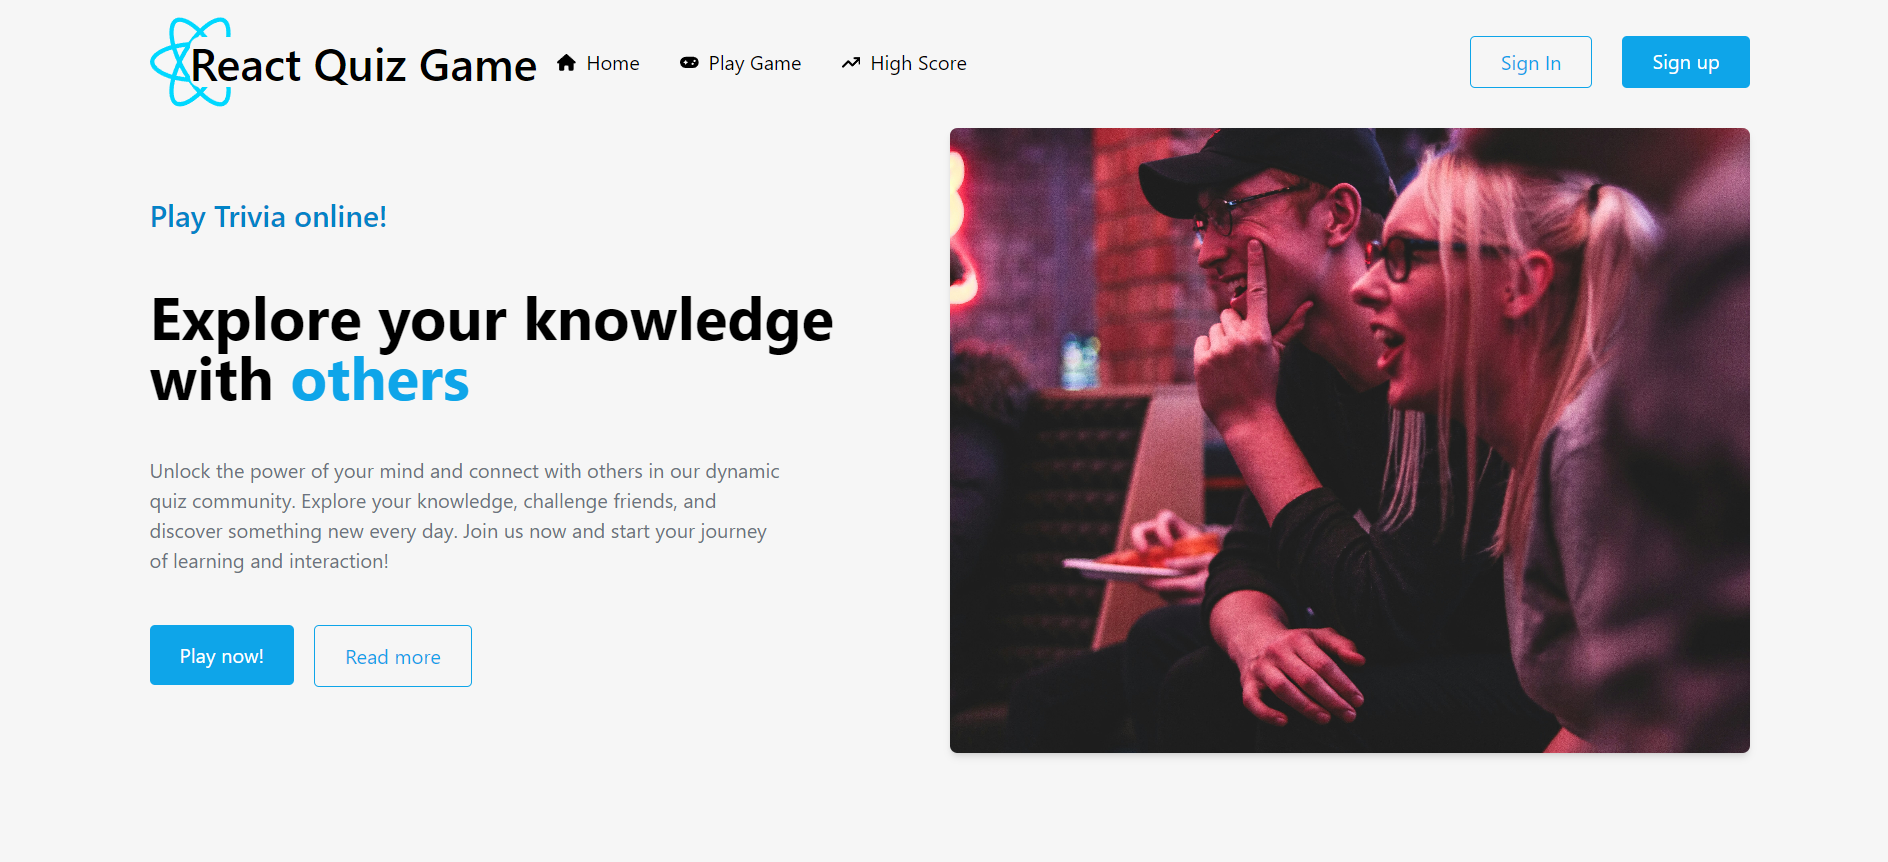 React Quiz Game
Home
Play Game
High Score
Sign In
Sign up
Play Trivia online!
Explore your knowledge
with others
Unlock the power of your mind and connect with others in our dynamic
quiz community. Explore your knowledge, challenge friends, and
discover something new every day. Join us now and start your journey
of learning and interaction!
Play now!
Read more